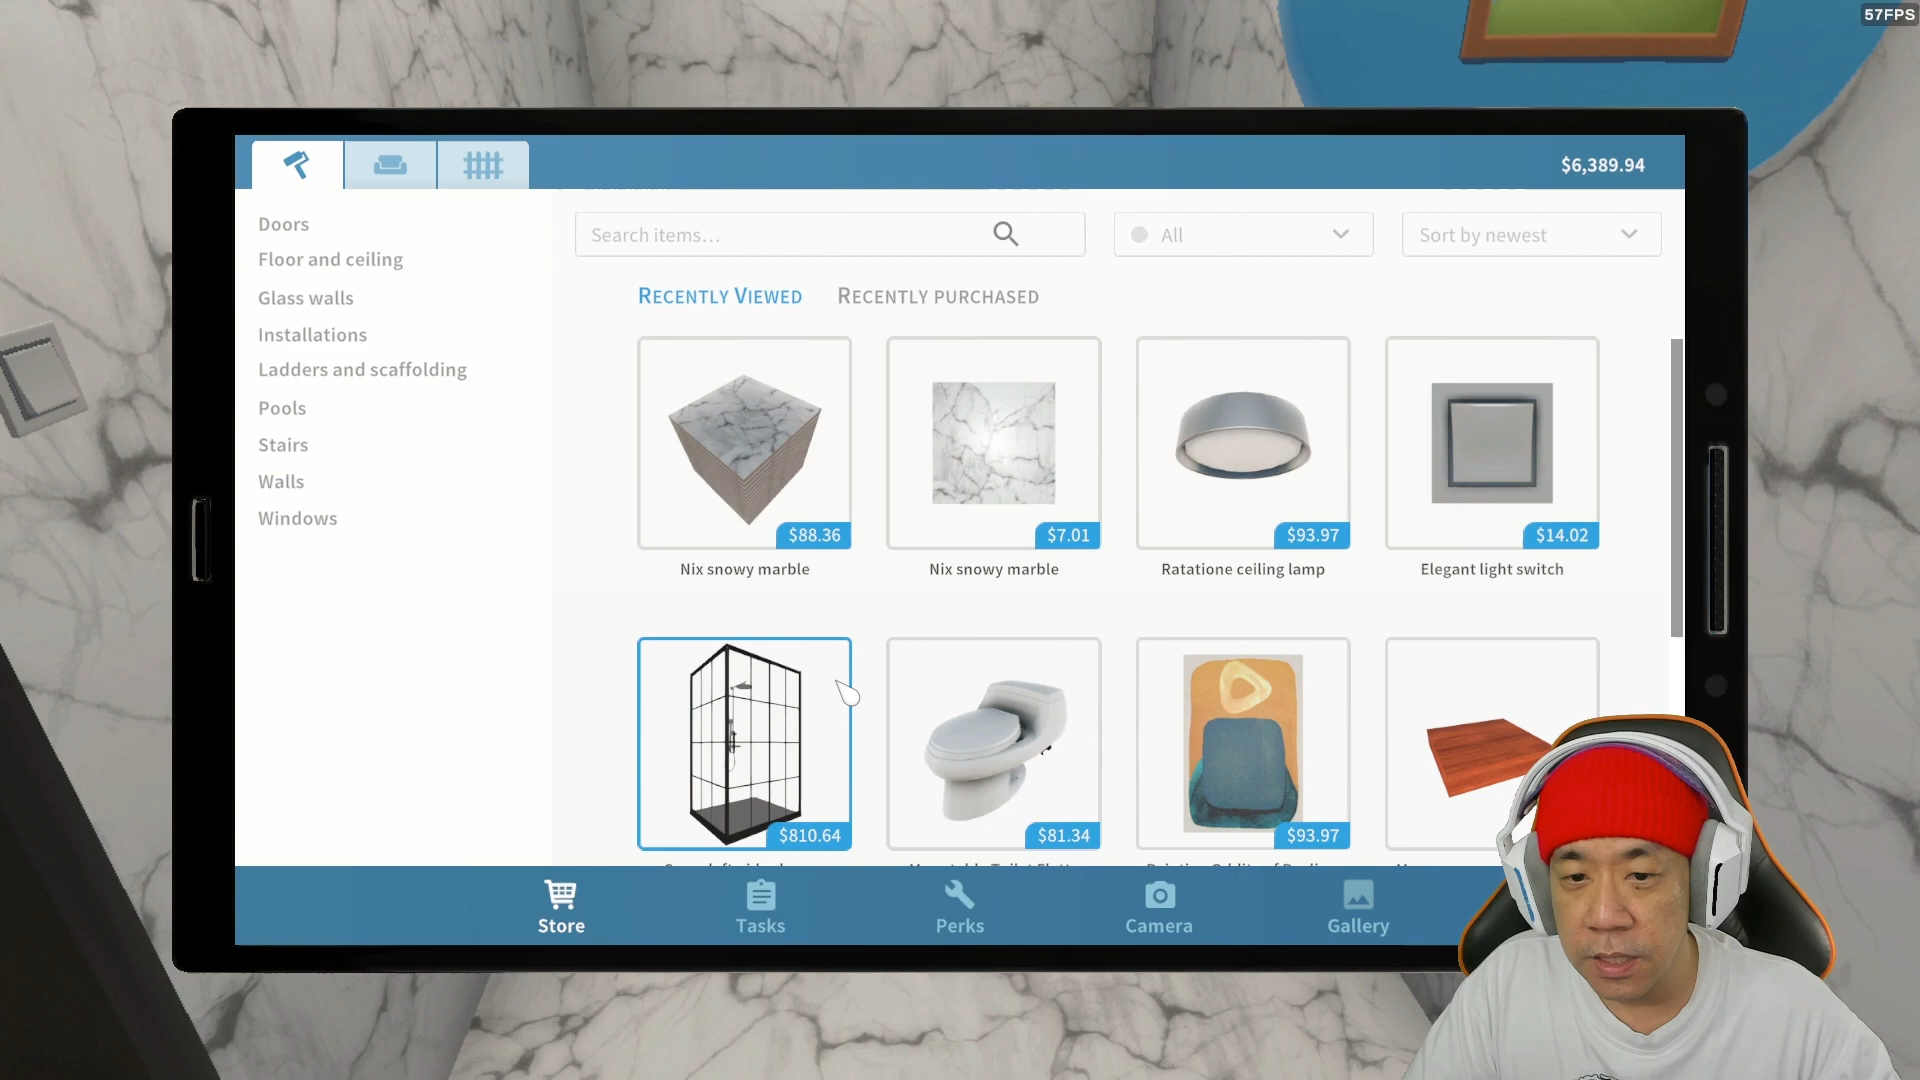 57FPS
$6,389.94
Search items...
All
Sort by newest
Doors
Floor and ceiling
Glass walls
Installations
Ladders and scaffolding
Pools
Stairs
Walls
Windows
RECENTLY VIEWED
RECENTLY PURCHASED
$88.36
$7.01
$93.97
$14.02
Nix snowy marble
Nix snowy marble
Ratatione ceiling lamp
Elegant light switch
$810.64
$81.34
$93.97
Store
Tasks
Perks
Camera
Gallery